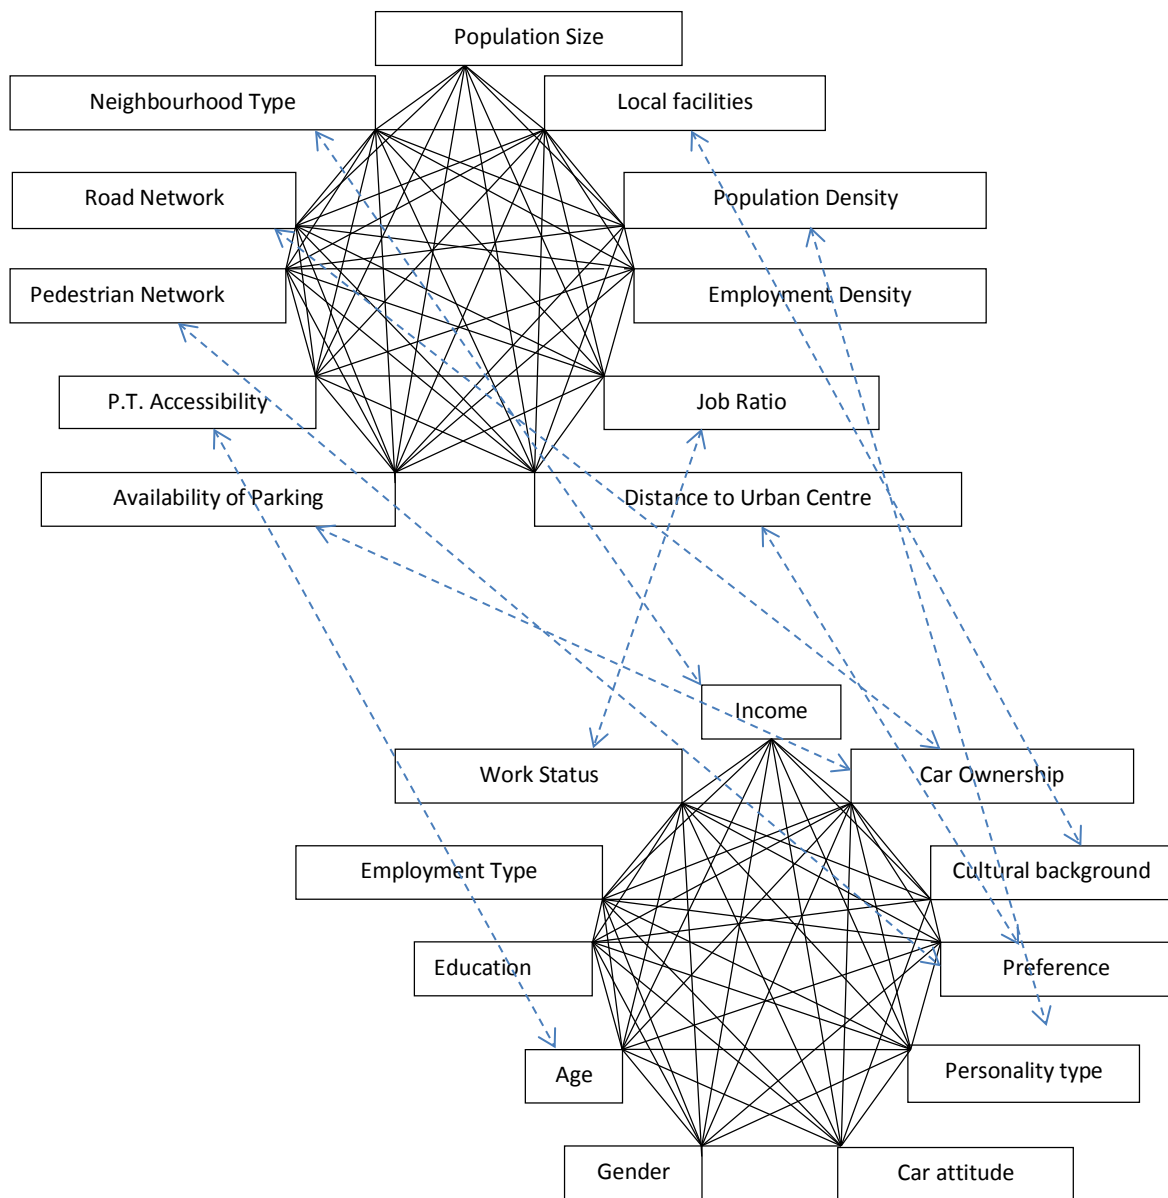 Population Size
Neighbourhood Type
Local facilities
Road Network
Population Density
Pedestrian Network
Employment Density
P.T. Accessibility
Job Ratio
Availability of Parking
Distance to Urban Centre
Income
Work Status
Car Ownership
Employment Type
Cultural background
Education
Preference
Age
Personality type
Gender
Car attitude